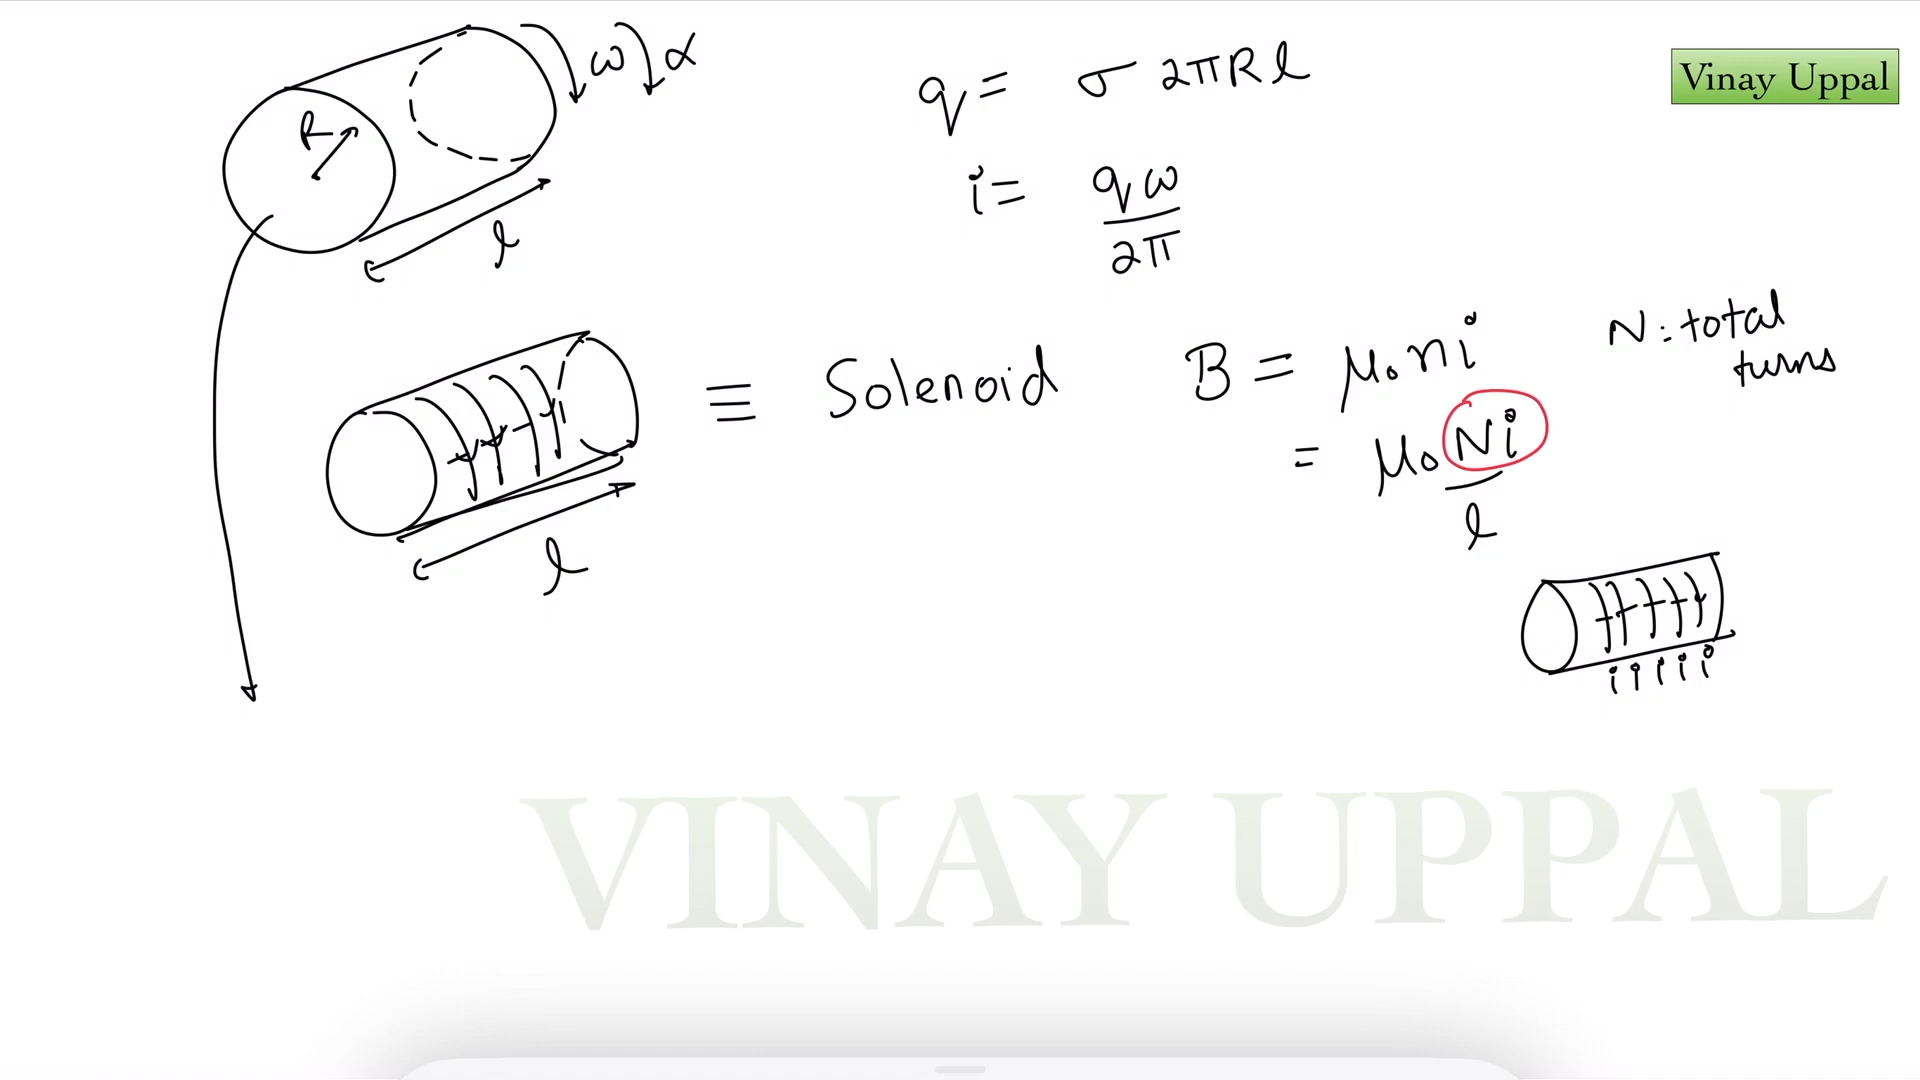 Vinay Uppal
ω α
q = σ 2πRl
R
i = qω / 2π
l
N : total
turns
≡ Solenoid B = μ₀ni
= μ₀Ni / l
l
i i i i i
VINAY UPPAL